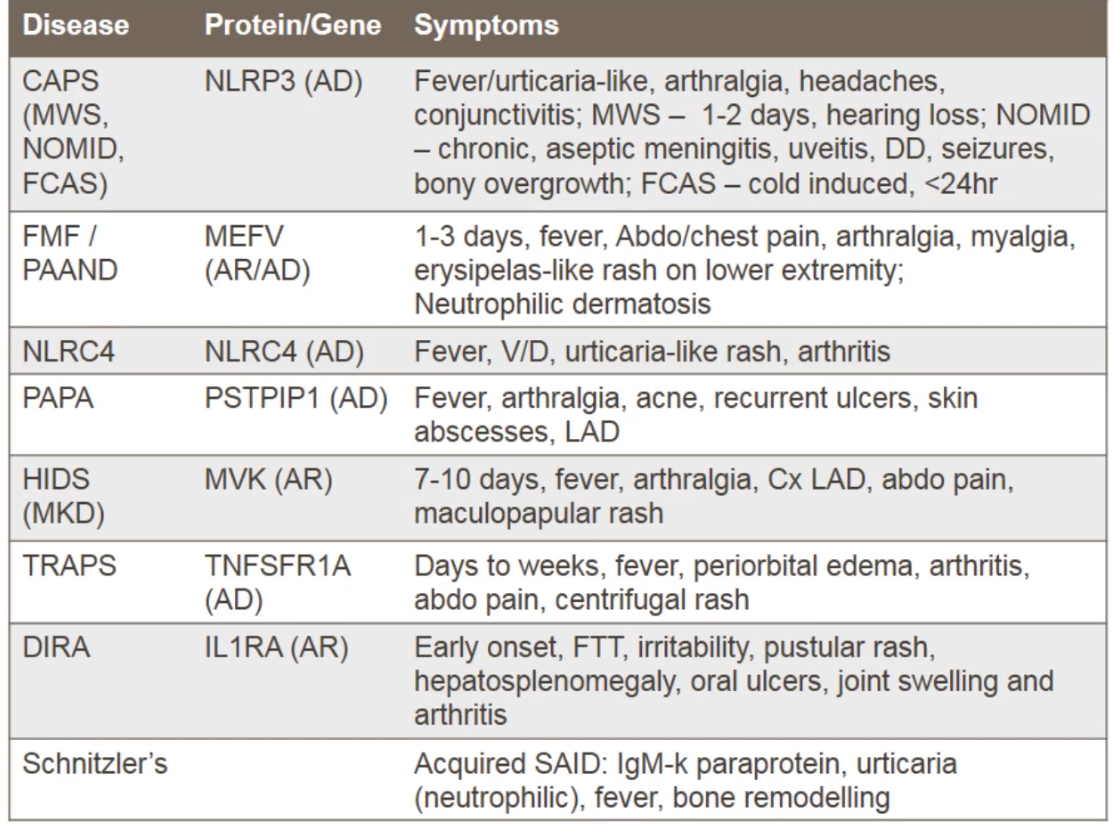 Disease Protein/Gene Symptoms
CAPS NLRP3 (AD) Fever/urticaria-like, arthralgia, headaches,
(MWS, conjunctivitis; MWS – 1-2 days, hearing loss; NOMID
NOMID, – chronic, aseptic meningitis, uveitis, DD, seizures,
FCAS) bony overgrowth; FCAS – cold induced, <24hr
FMF / MEFV 1-3 days, fever, Abdo/chest pain, arthralgia, myalgia,
PAAND (AR/AD) erysipelas-like rash on lower extremity;
Neutrophilic dermatosis
NLRC4 NLRC4 (AD) Fever, V/D, urticaria-like rash, arthritis
PAPA PSTPIP1 (AD) Fever, arthralgia, acne, recurrent ulcers, skin
abscesses, LAD
HIDS MVK (AR) 7-10 days, fever, arthralgia, Cx LAD, abdo pain,
(MKD) maculopapular rash
TRAPS TNFSFR1A Days to weeks, fever, periorbital edema, arthritis,
(AD) abdo pain, centrifugal rash
DIRA IL1RA (AR) Early onset, FTT, irritability, pustular rash,
hepatosplenomegaly, oral ulcers, joint swelling and
arthritis
Schnitzler's Acquired SAID: IgM-k paraprotein, urticaria
(neutrophilic), fever, bone remodelling